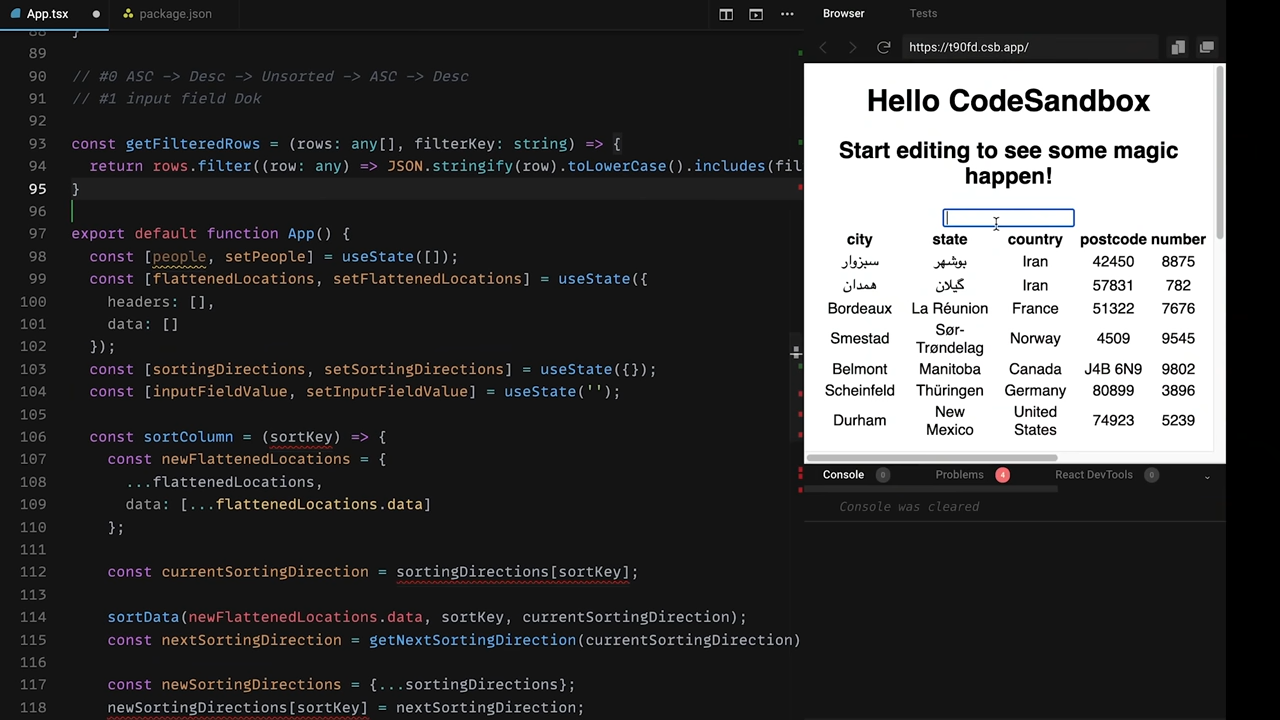 App.tsx
package.json
88 }
89
90 // #0 ASC -> Desc -> Unsorted -> ASC -> Desc
91 // #1 input field Dok
92
93 const getFilteredRows = (rows: any[], filterKey: string) => {
94 return rows.filter((row: any) => JSON.stringify(row).toLowerCase().includes(fil
95 }
96
97 export default function App() {
98 const [people, setPeople] = useState([]);
99 const [flattenedLocations, setFlattenedLocations] = useState({
100 headers: [],
101 data: []
102 });
103 const [sortingDirections, setSortingDirections] = useState({});
104 const [inputFieldValue, setInputFieldValue] = useState('');
105
106 const sortColumn = (sortKey) => {
107 const newFlattenedLocations = {
108 ...flattenedLocations,
109 data: [...flattenedLocations.data]
110 };
111
112 const currentSortingDirection = sortingDirections[sortKey];
113
114 sortData(newFlattenedLocations.data, sortKey, currentSortingDirection);
115 const nextSortingDirection = getNextSortingDirection(currentSortingDirection)
116
117 const newSortingDirections = {...sortingDirections};
118 newSortingDirections[sortKey] = nextSortingDirection;
Browser Tests
https://t90fd.csb.app/
Hello CodeSandbox
Start editing to see some magic
happen!
city state country postcode number
سبزوار بوشهر Iran 42450 8875
همدان گیلان Iran 57831 782
Bordeaux La Réunion France 51322 7676
Smestad Sør-Trøndelag Norway 4509 9545
Belmont Manitoba Canada J4B 6N9 9802
Scheinfeld Thüringen Germany 80899 3896
Durham New Mexico United States 74923 5239
Console 0 Problems 4 React DevTools 0
Console was cleared